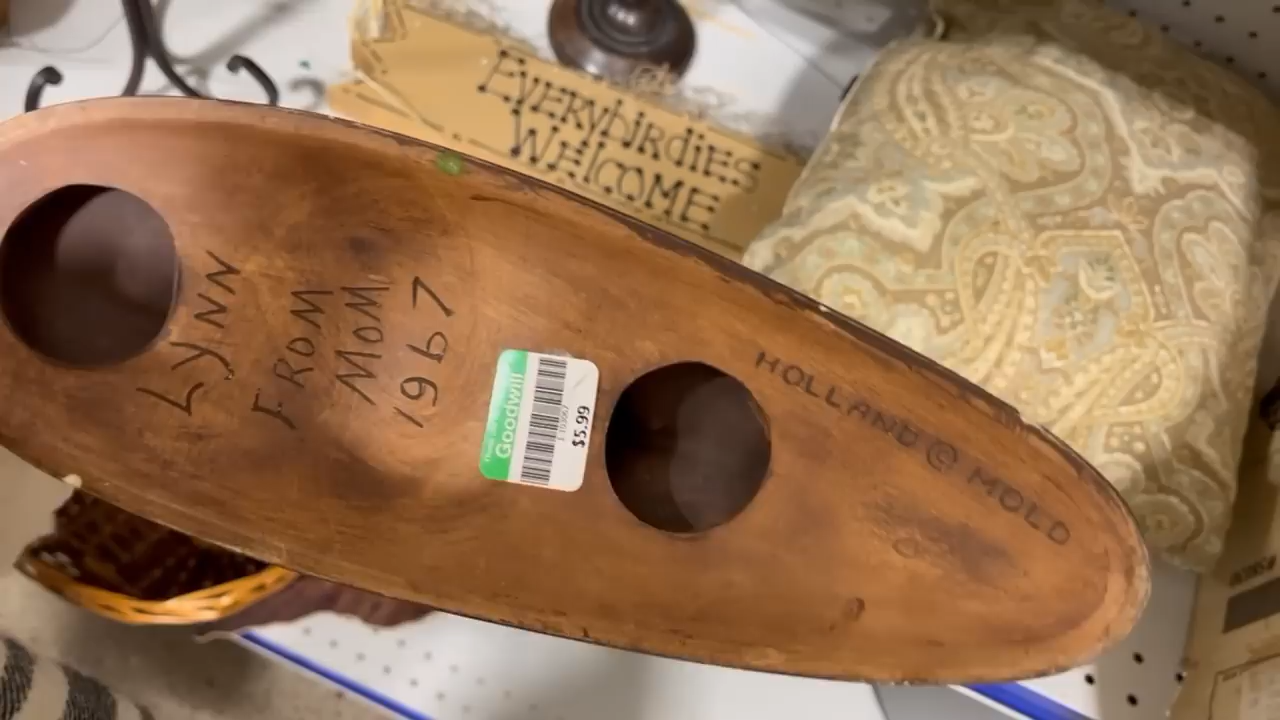 EVERYbIRdIES
WELCOME
LYNN
FROM
MOM
1967
Goodwill
$5.99
HOLLAND © MOLD